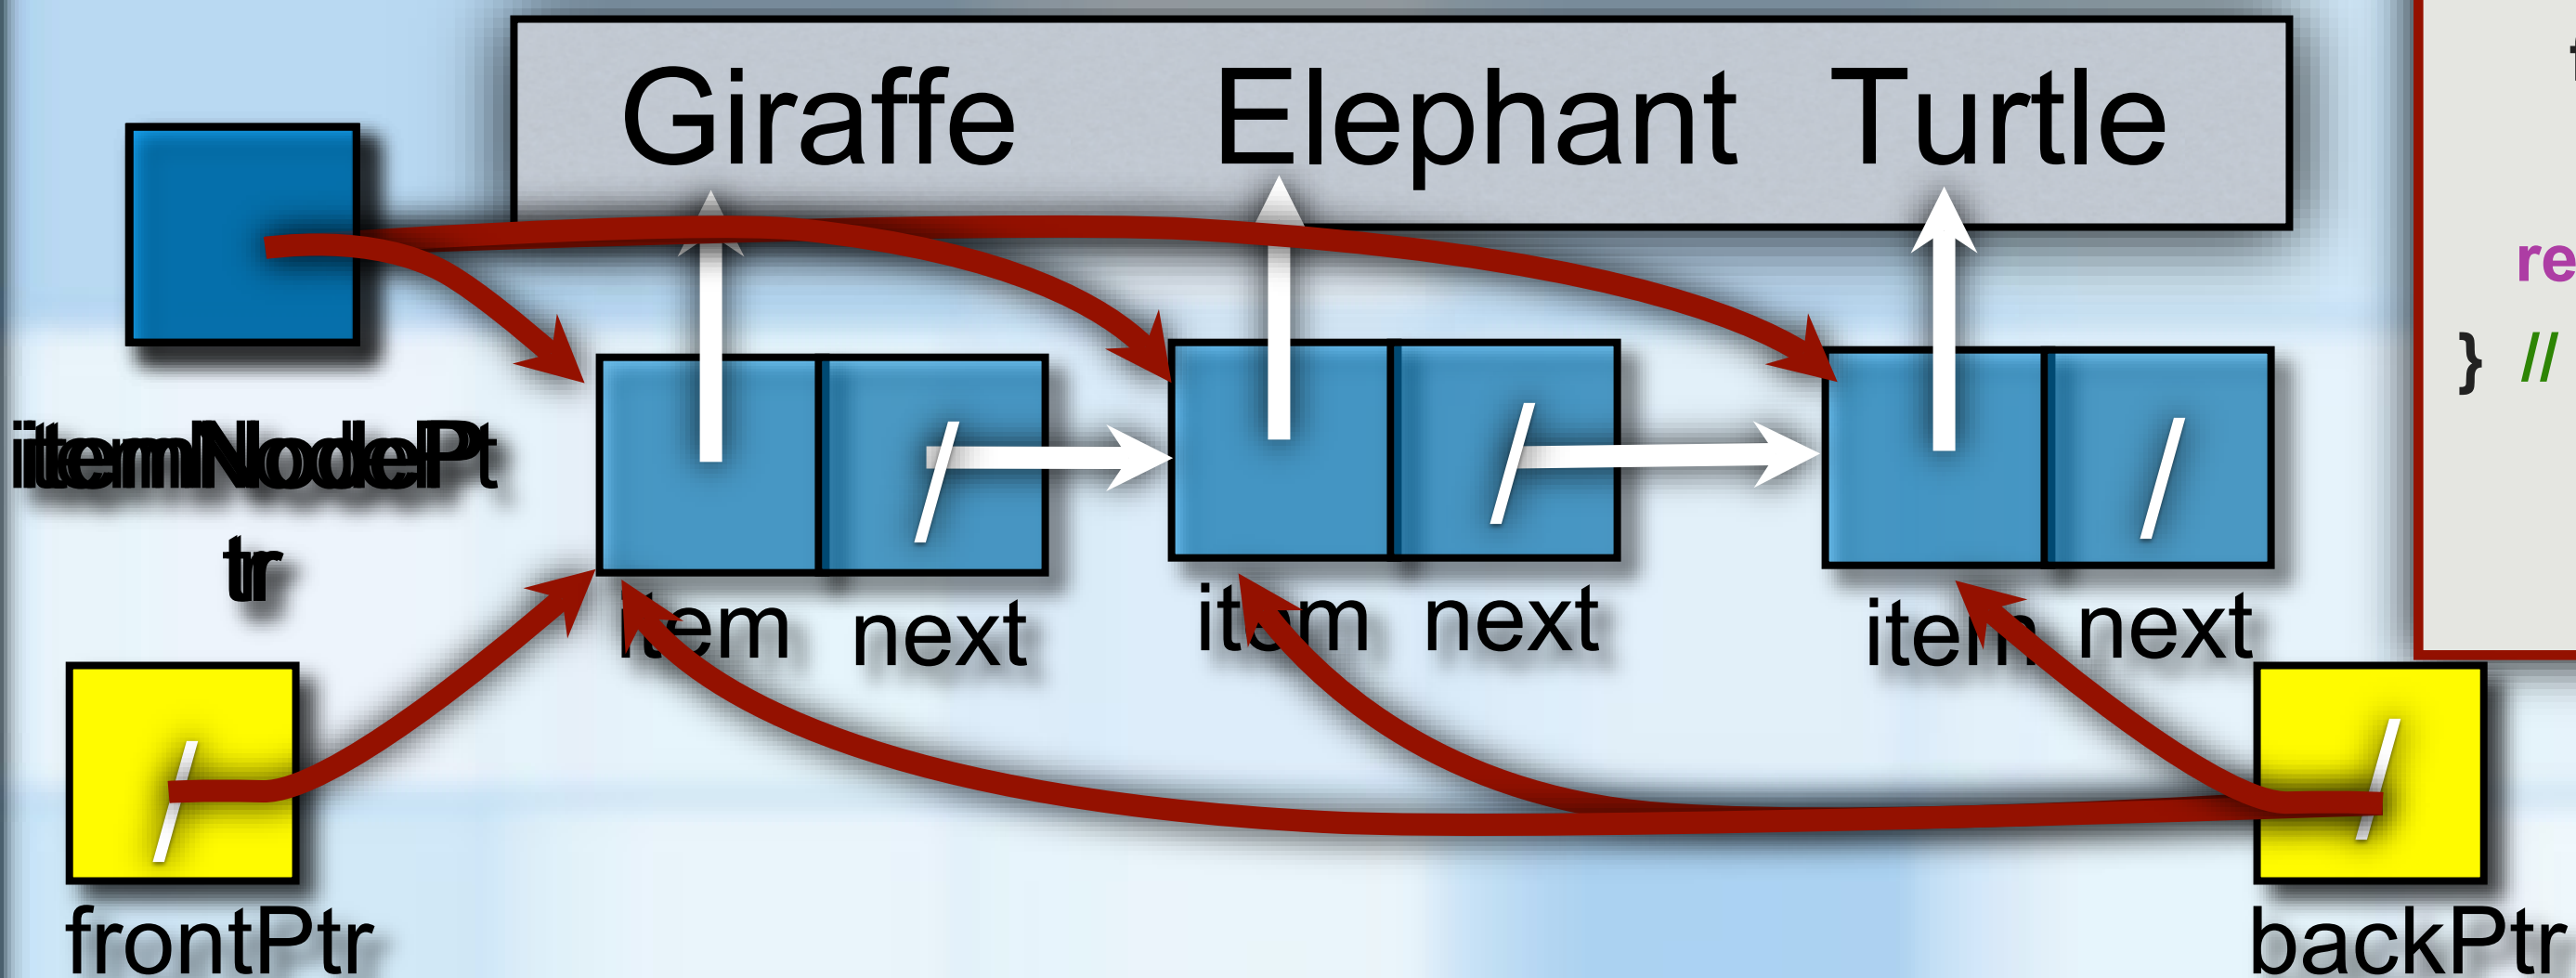 Giraffe Elephant Turtle
re
} //
itemNodePt
tr
/ / /
item next item next item next
/ /
frontPtr backPtr